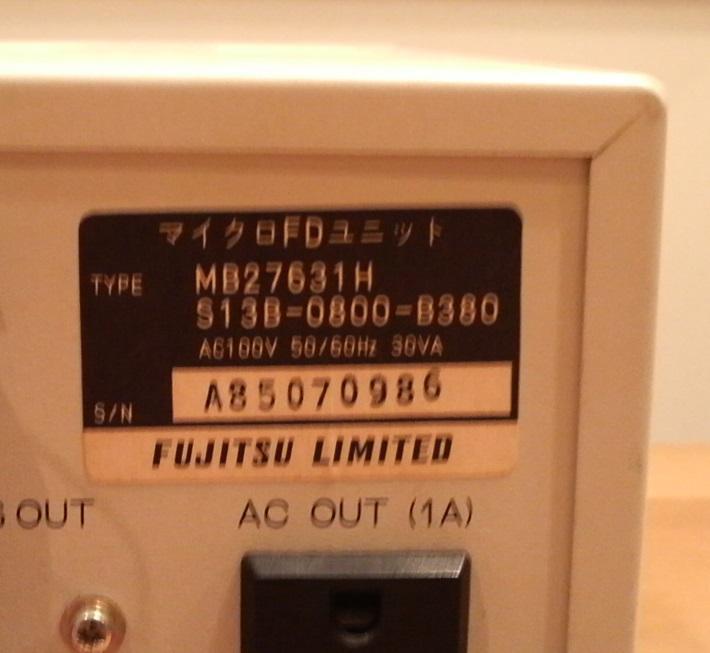 マイクロFDユニット
TYPE MB27631H
S13B-0800-B380
AC100V 50/60Hz 30VA
S/N A85070986
FUJITSU LIMITED
OUT
AC OUT (1A)